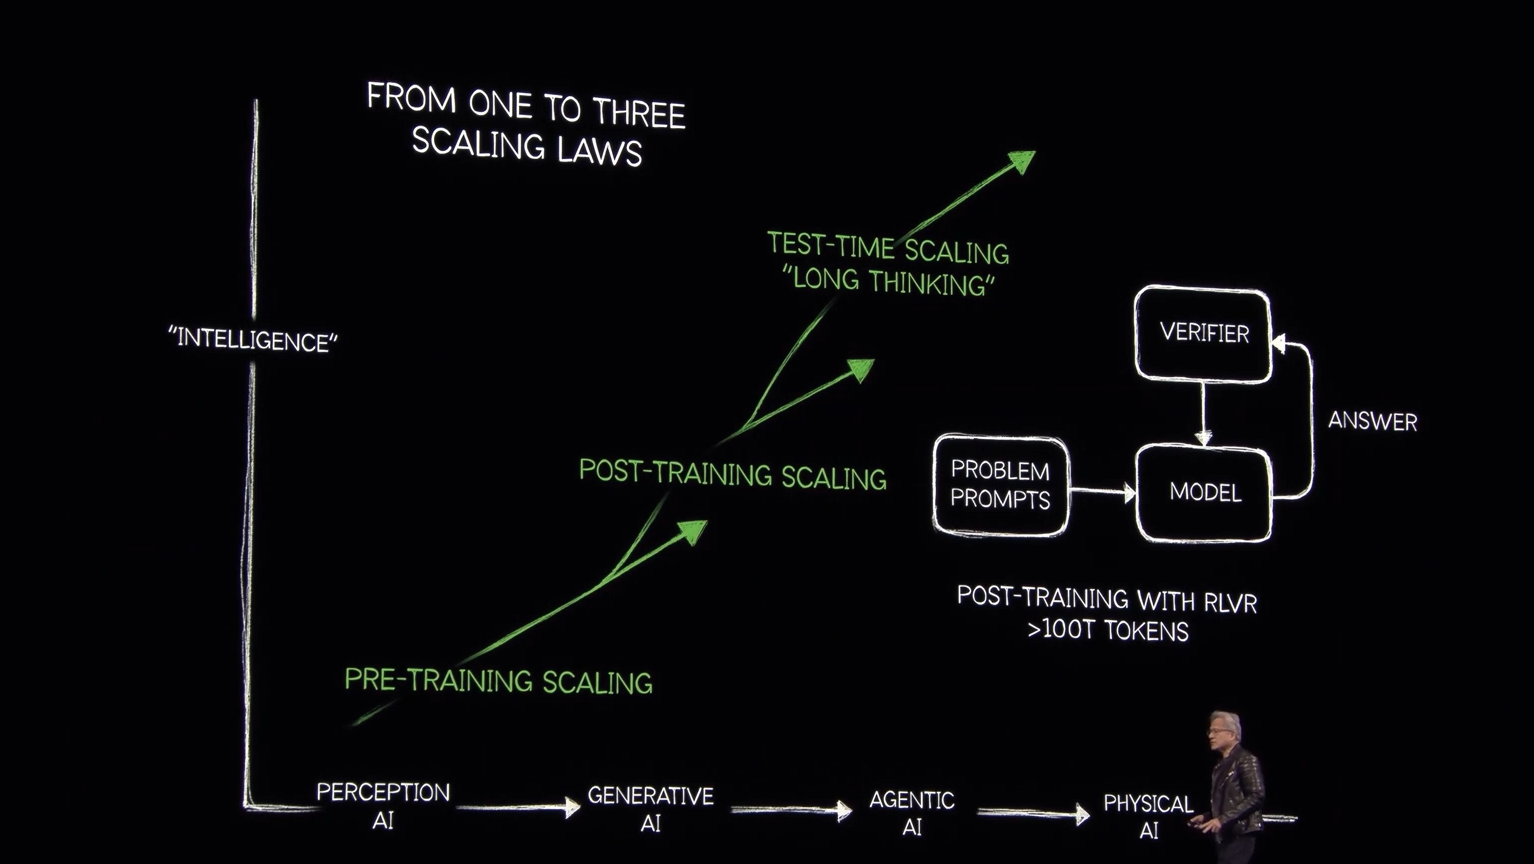 FROM ONE TO THREE
SCALING LAWS
"INTELLIGENCE"
TEST-TIME SCALING
"LONG THINKING"
POST-TRAINING SCALING
PRE-TRAINING SCALING
VERIFIER
ANSWER
PROBLEM
PROMPTS
MODEL
POST-TRAINING WITH RLVR
>100T TOKENS
PERCEPTION
AI
GENERATIVE
AI
AGENTIC
AI
PHYSICAL
AI